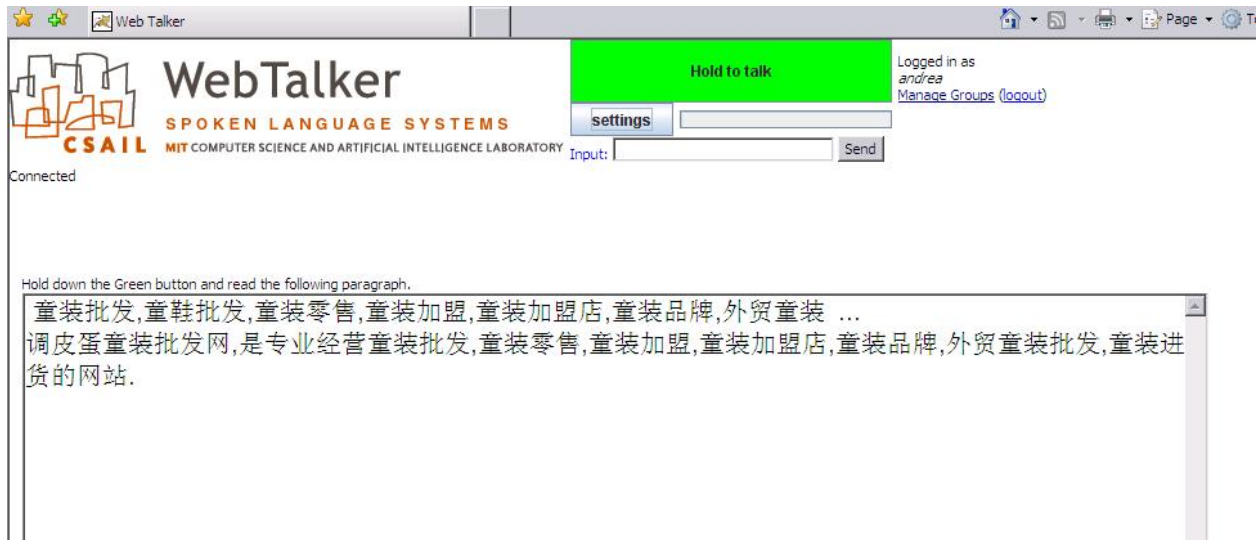 Web Talker
Page
WebTalker
SPOKEN LANGUAGE SYSTEMS
CSAIL MIT COMPUTER SCIENCE AND ARTIFICIAL INTELLIGENCE LABORATORY
Hold to talk
settings
Input:
Send
Logged in as
andrea
Manage Groups (logout)
Connected
Hold down the Green button and read the following paragraph.
童装批发,童鞋批发,童装零售,童装加盟,童装加盟店,童装品牌,外贸童装 ...
调皮蛋童装批发网,是专业经营童装批发,童装零售,童装加盟,童装加盟店,童装品牌,外贸童装批发,童装进
货的网站.